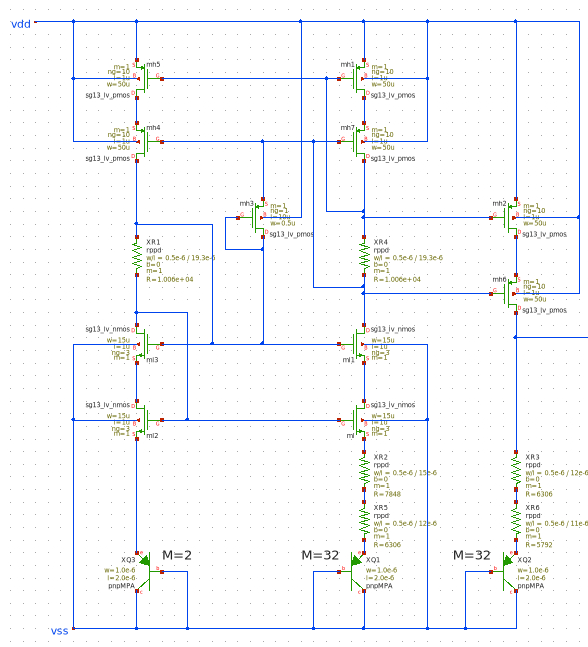 vdd
mh5
m=1
ng=10
l=1u
w=50u
sg13_lv_pmos
mh1
m=1
ng=10
l=1u
w=50u
sg13_lv_pmos
mh4
m=1
ng=10
l=1u
w=50u
sg13_lv_pmos
mh7
m=1
ng=10
l=1u
w=50u
sg13_lv_pmos
mh3
m=1
ng=1
l=10u
w=0.5u
sg13_lv_pmos
mh2
m=1
ng=10
l=1u
w=50u
sg13_lv_pmos
XR1
rppd
w/l = 0.5e-6 / 19.3e-6
b=0
m=1
R=1.006e+04
XR4
rppd
w/l = 0.5e-6 / 19.3e-6
b=0
m=1
R=1.006e+04
mh6
m=1
ng=10
l=1u
w=50u
sg13_lv_pmos
sg13_lv_nmos
w=15u
l=1u
ng=3
m=1
ml3
sg13_lv_nmos
w=15u
l=1u
ng=3
m=1
ml1
sg13_lv_nmos
w=15u
l=1u
ng=3
m=1
ml2
sg13_lv_nmos
w=15u
l=1u
ng=3
m=1
ml
XR2
rppd
w/l = 0.5e-6 / 15e-6
b=0
m=1
R=7848
XR3
rppd
w/l = 0.5e-6 / 12e-6
b=0
m=1
R=6306
XR5
rppd
w/l = 0.5e-6 / 12e-6
b=0
m=1
R=6306
XR6
rppd
w/l = 0.5e-6 / 11e-6
b=0
m=1
R=5792
M=2
XQ3
w=1.0e-6
l=2.0e-6
pnpMPA
M=32
XQ1
w=1.0e-6
l=2.0e-6
pnpMPA
M=32
XQ2
w=1.0e-6
l=2.0e-6
pnpMPA
vss